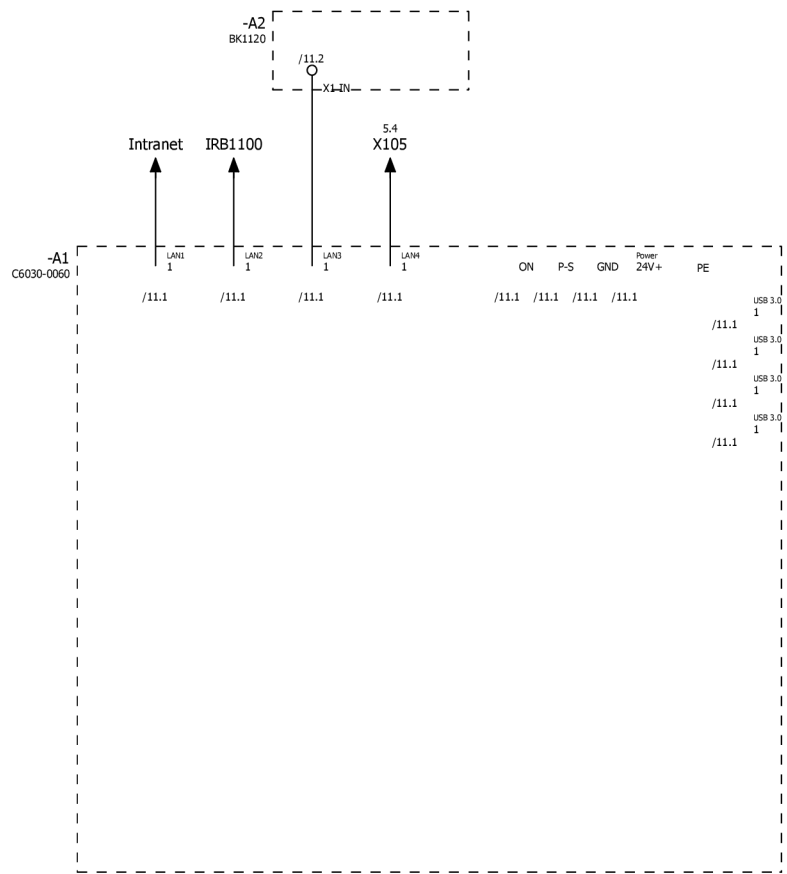 -A2
BK1120
/11.2
X1 IN
5.4
Intranet IRB1100 X105
-A1
C6030-0060
LAN1 LAN2 LAN3 LAN4 Power
1 1 1 1 ON P-S GND 24V+ PE
/11.1 /11.1 /11.1 /11.1 /11.1 /11.1 /11.1 /11.1
USB 3.0
1
/11.1
USB 3.0
1
/11.1
USB 3.0
1
/11.1
USB 3.0
1
/11.1